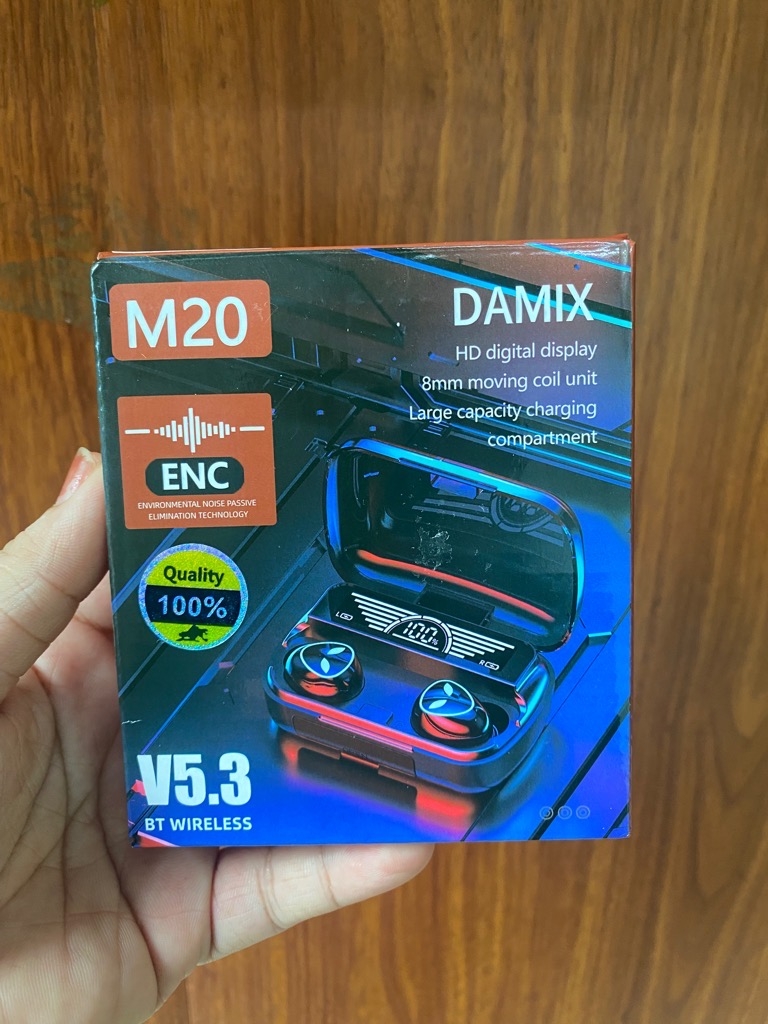 M20
DAMIX
HD digital display
8mm moving coil unit
Large capacity charging
compartment
ENC
ENVIRONMENTAL NOISE PASSIVE
ELIMINATION TECHNOLOGY
Quality
100%
L
100%
R
V5.3
BT WIRELESS